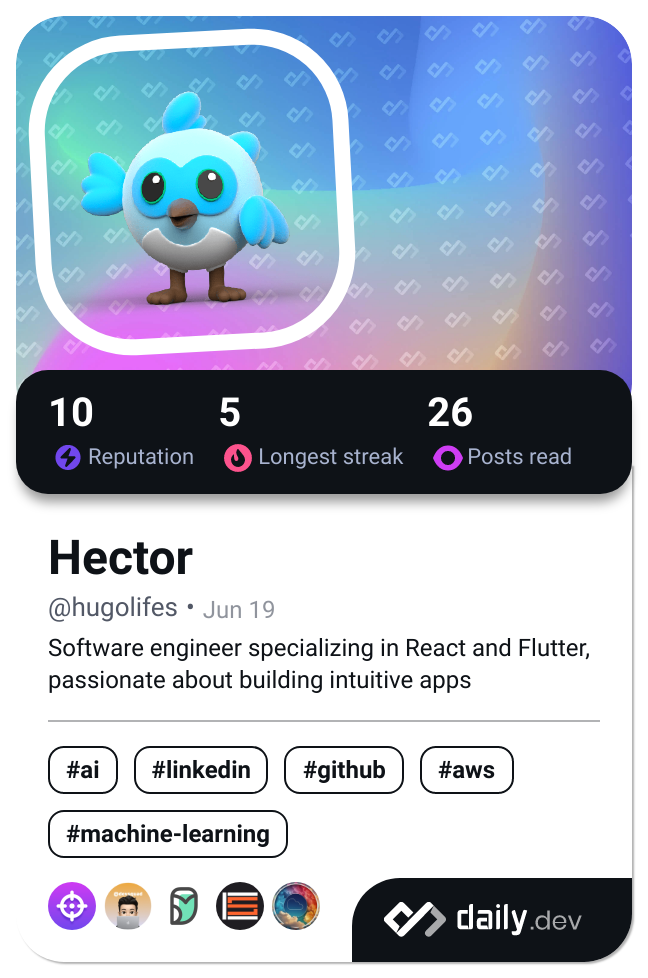 10 5 26
Reputation Longest streak Posts read
Hector
@hugolifes • Jun 19
Software engineer specializing in React and Flutter,
passionate about building intuitive apps
#ai #linkedin #github #aws
#machine-learning
daily.dev